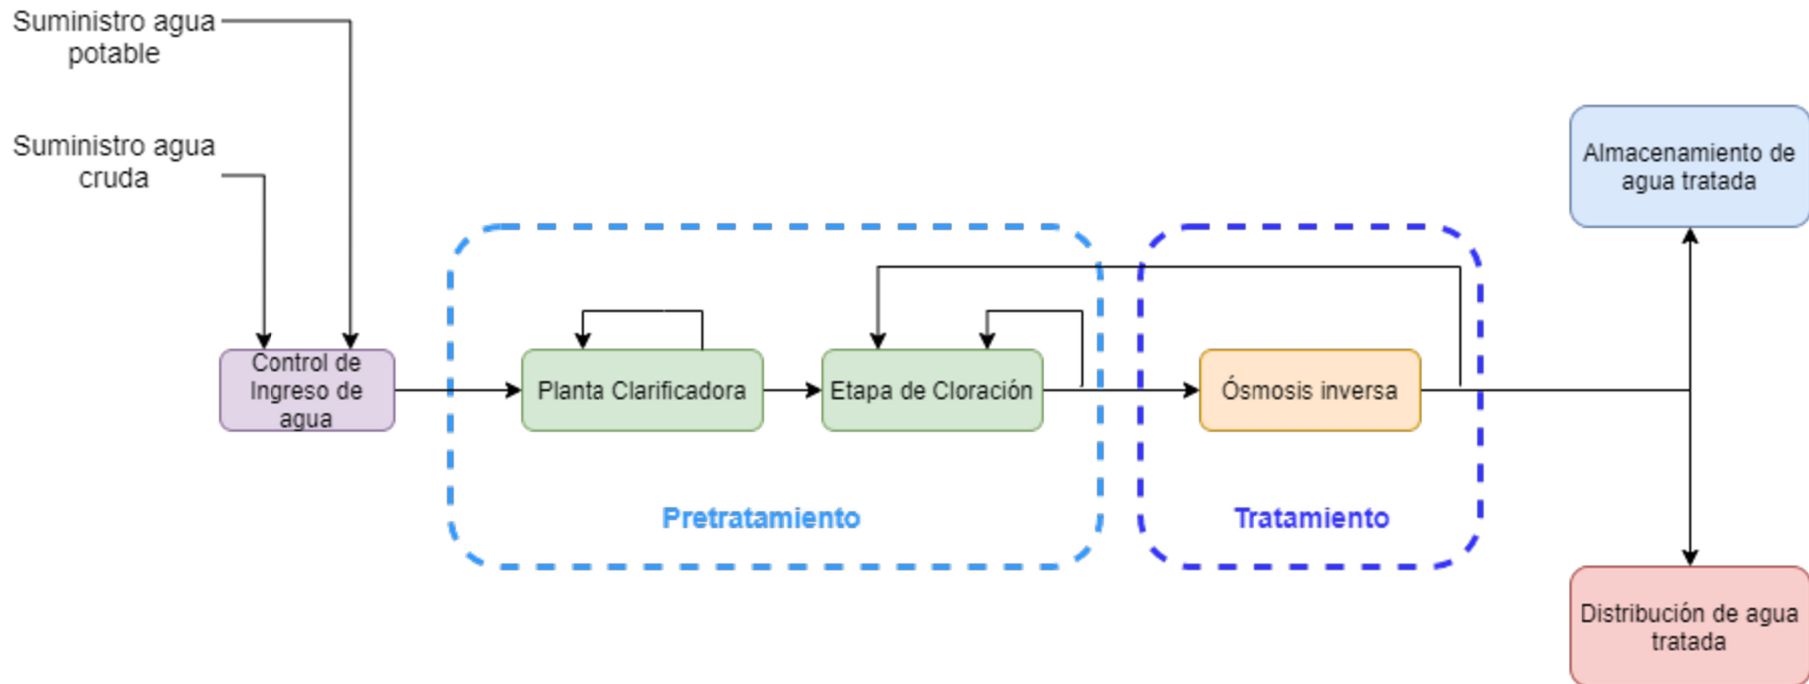 Suministro agua
potable
Suministro agua
cruda
Control de
Ingreso de
agua
Planta Clarificadora
Etapa de Cloración
Pretratamiento
Ósmosis inversa
Tratamiento
Almacenamiento de
agua tratada
Distribución de agua
tratada